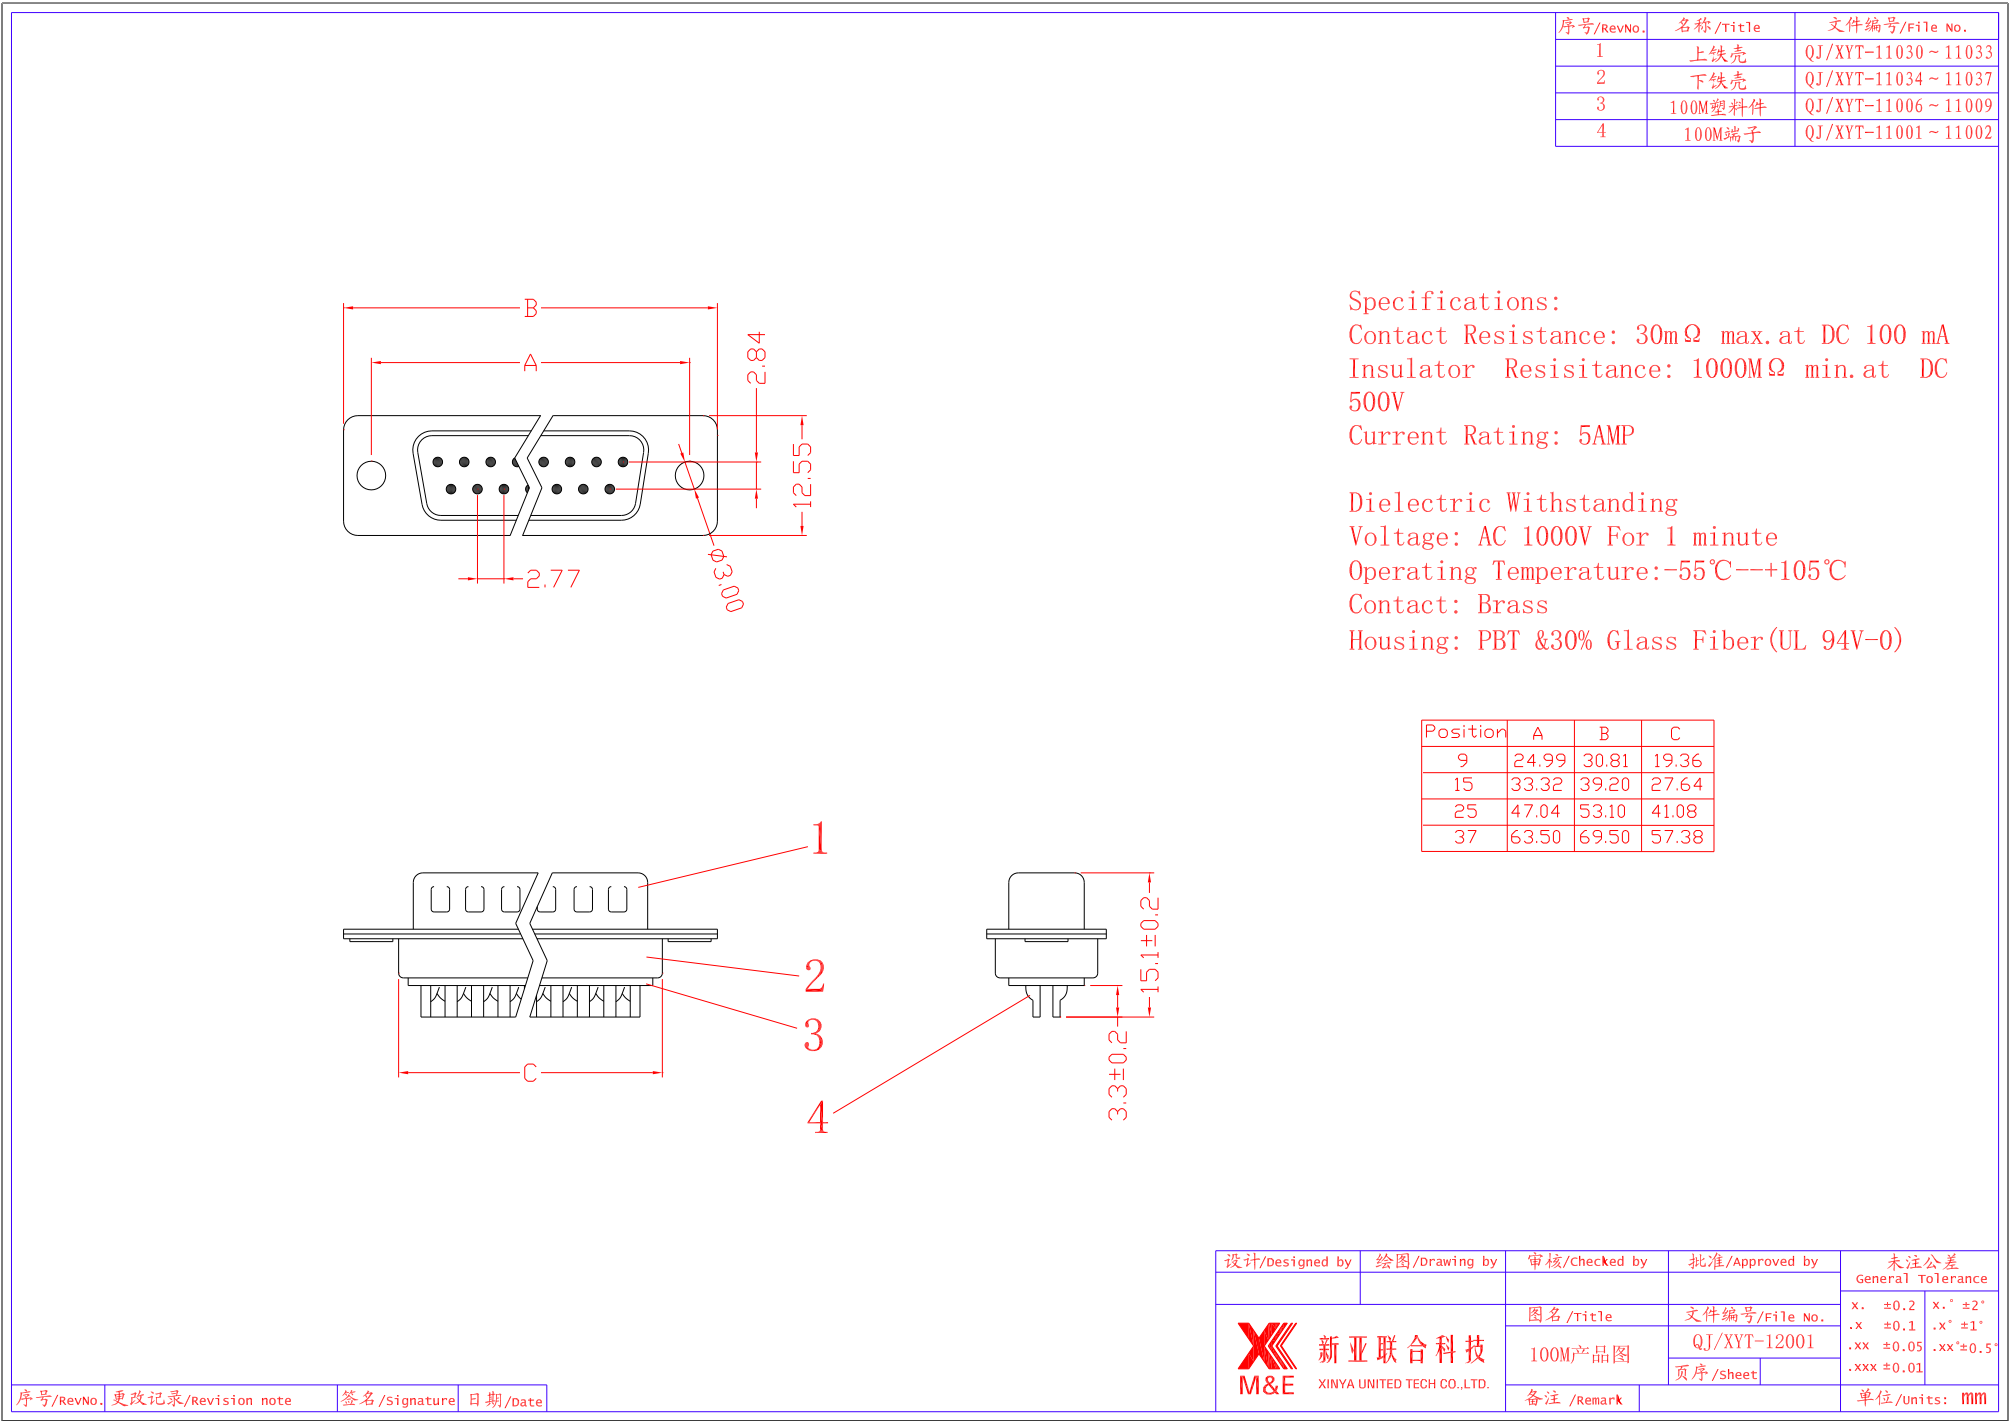 序号/RevNo. 名称/Title 文件编号/File No.
1 上铁壳 QJ/XYT-11030~11033
2 下铁壳 QJ/XYT-11034~11037
3 100M塑料件 QJ/XYT-11006~11009
4 100M端子 QJ/XYT-11001~11002
B
A
2.84
12.55
2.77
Φ3.00
Specifications:
Contact Resistance: 30mΩ max.at DC 100 mA
Insulator Resisitance: 1000MΩ min.at DC
500V
Current Rating: 5AMP
Dielectric Withstanding
Voltage: AC 1000V For 1 minute
Operating Temperature:-55℃--+105℃
Contact: Brass
Housing: PBT &30% Glass Fiber(UL 94V-0)
Position A B C
9 24.99 30.81 19.36
15 33.32 39.20 27.64
25 47.04 53.10 41.08
37 63.50 69.50 57.38
1
2
3
C
4
15.1±0.2
3.3±0.2
设计/Designed by 绘图/Drawing by 审核/Checked by 批准/Approved by 未注公差
General Tolerance
图名/Title 文件编号/File No.
100M产品图 QJ/XYT-12001
页序/Sheet
x. ±0.2 x.° ±2°
.x ±0.1 .x° ±1°
.xx ±0.05 .xx°±0.5°
.xxx ±0.01
M&E
新亚联合科技
XINYA UNITED TECH CO.,LTD.
备注 /Remark 单位/Units: mm
序号/RevNo. 更改记录/Revision note 签名/Signature 日期/Date